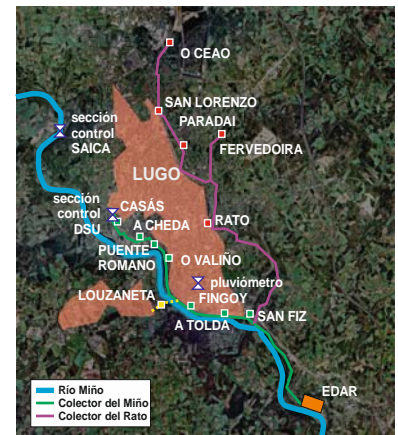 O CEAO
SAN LORENZO
PARADAI
FERVEDOIRA
sección
control
SAICA
LUGO
sección
control
DSU
CASÁS
A CHEDA
RATO
PUENTE
ROMANO
O VALIÑO
pluviómetro
FINGOY
LOUZANETA
A TOLDA
SAN FIZ
EDAR
Río Miño
Colector del Miño
Colector del Rato